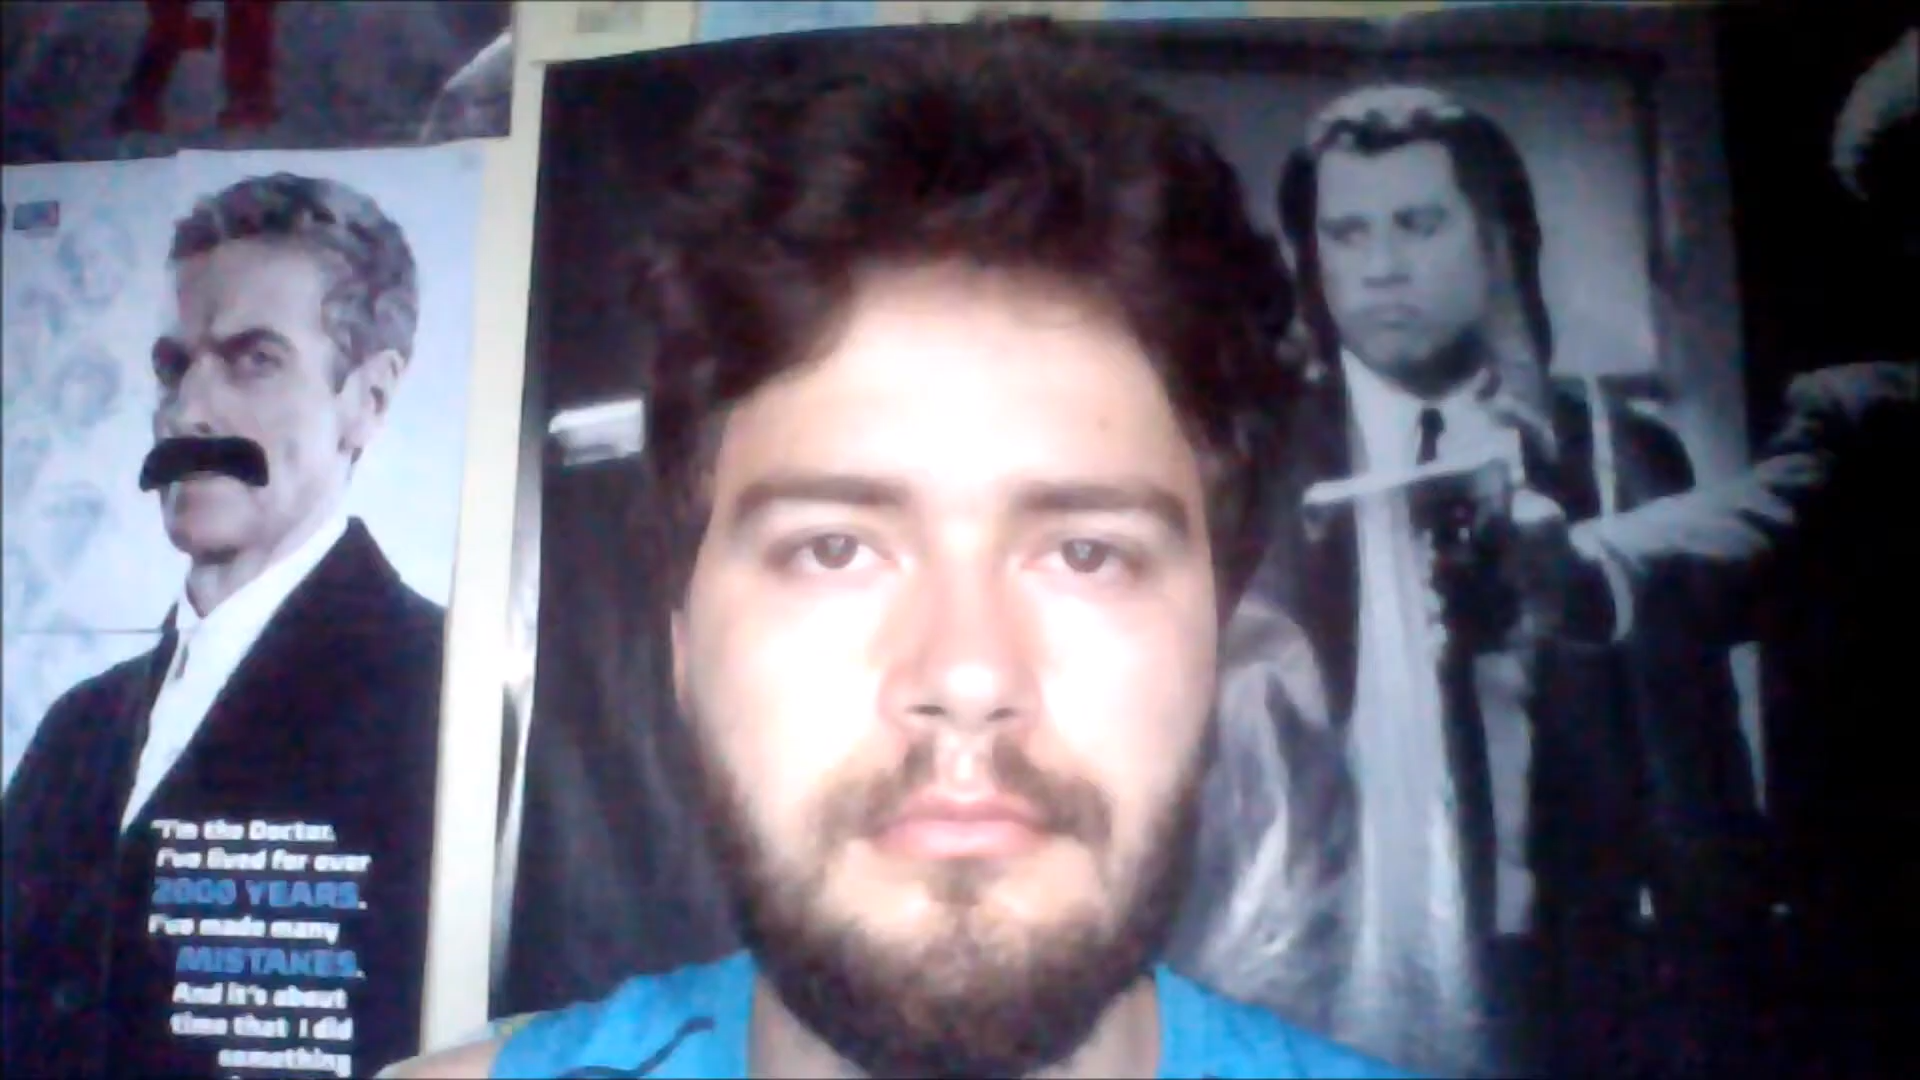 "I'm the Doctor.
I've lived for over
2000 YEARS.
I've made many
MISTAKES.
And it's about
time that I did
something